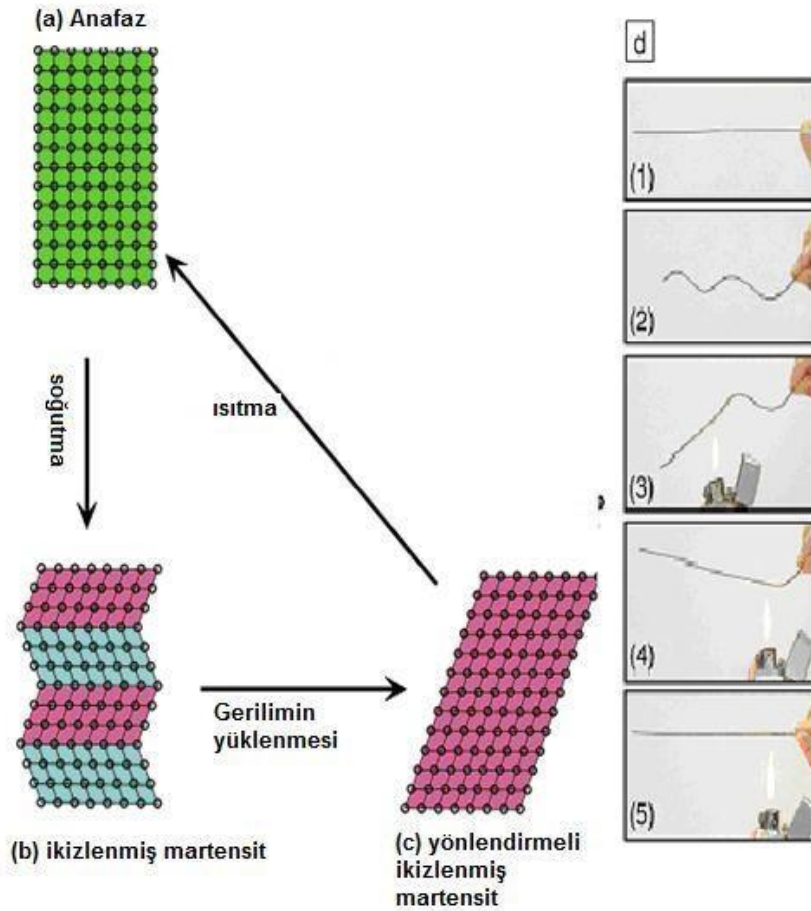 (a) Anafaz
soğutma
ısıtma
(b) ikizlenmiş martensit
Gerilimin
yüklenmesi
(c) yönlendirmeli
ikizlenmiş
martensit
d
(1)
(2)
(3)
(4)
(5)